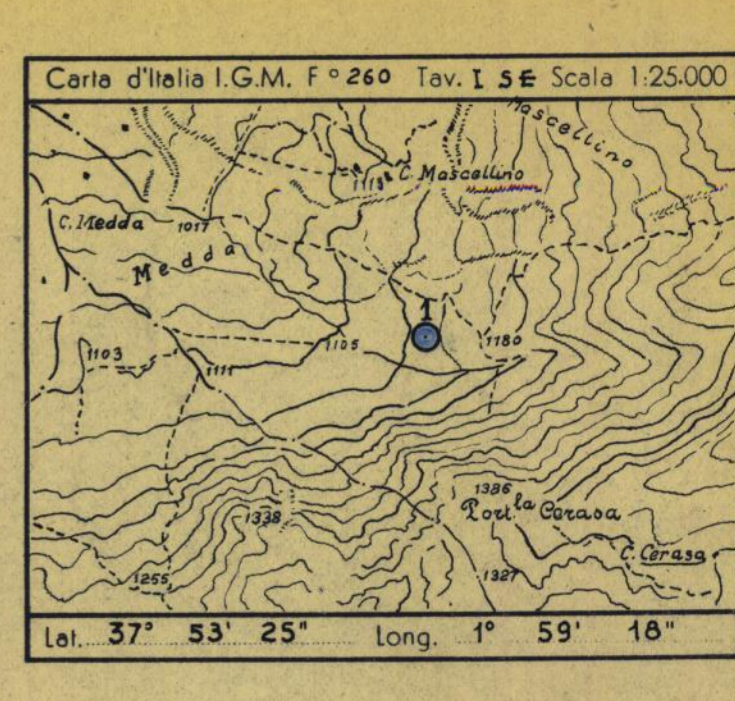 Carta d'Italia I.G.M. F° 260 Tav. I SE Scala 1:25.000
Mascellino
1113 C. Mascellino
C. Medda 1017
Medda
1
1103 1105 1180
1111
1386
Port.la Cerasa
1338
C. Cerasa
1255 1327
Lat. 37° 53' 25" Long. 1° 59' 18"